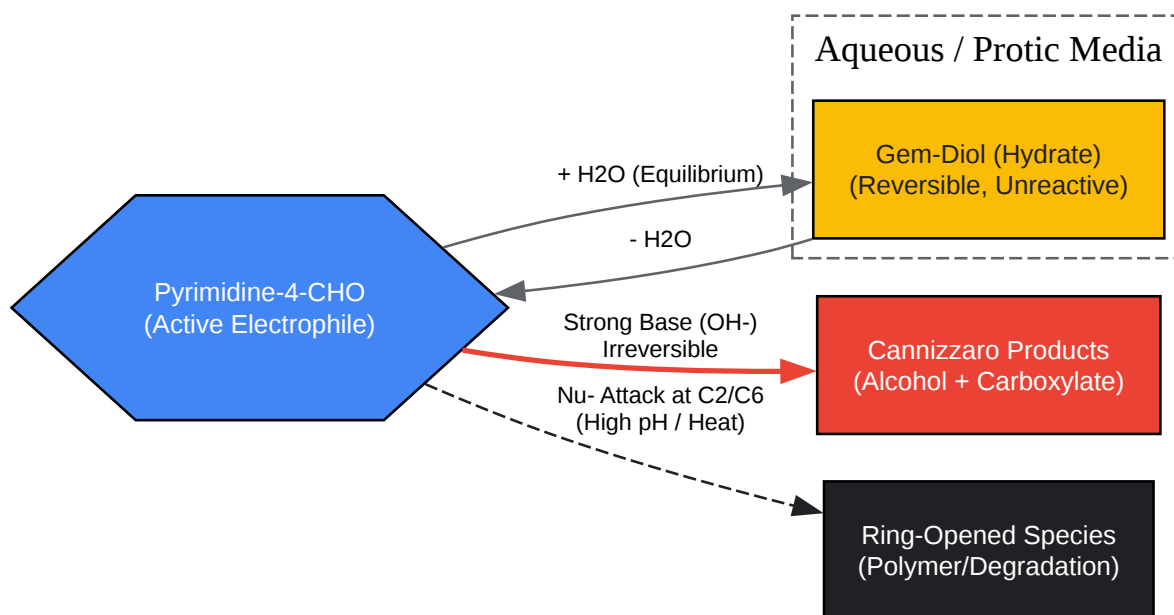 Aqueous / Protic Media
Gem-Diol (Hydrate)
(Reversible, Unreactive)
+ H2O (Equilibrium)
- H2O
Pyrimidine-4-CHO
(Active Electrophile)
Strong Base (OH-)
Irreversible
Cannizzaro Products
(Alcohol + Carboxylate)
Nu- Attack at C2/C6
(High pH / Heat)
Ring-Opened Species
(Polymer/Degradation)